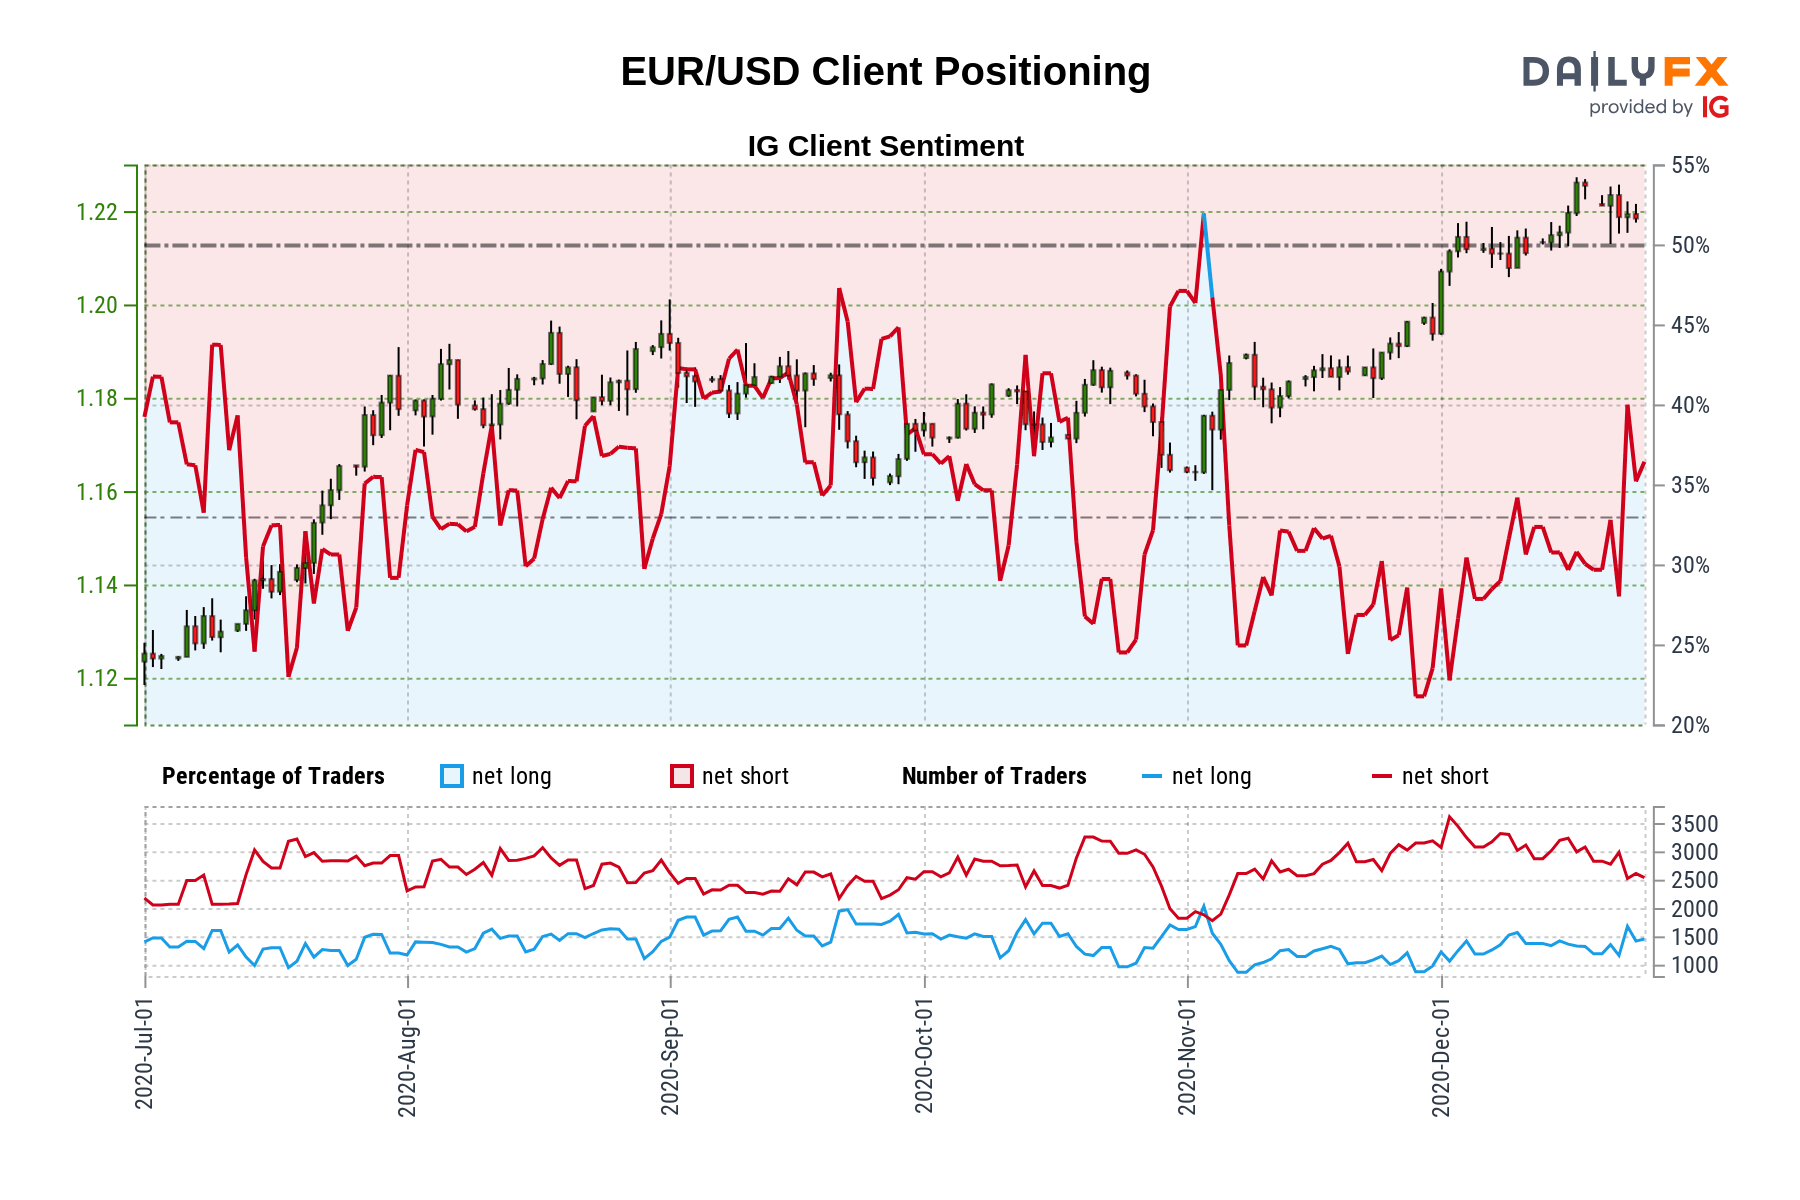 EUR/USD Client Positioning
DAILYFX
provided by IG
IG Client Sentiment
1.22
1.20
1.18
1.16
1.14
1.12
55%
50%
45%
40%
35%
30%
25%
20%
Percentage of Traders net long net short Number of Traders net long net short
3500
3000
2500
2000
1500
1000
2020-Jul-01
2020-Aug-01
2020-Sep-01
2020-Oct-01
2020-Nov-01
2020-Dec-01